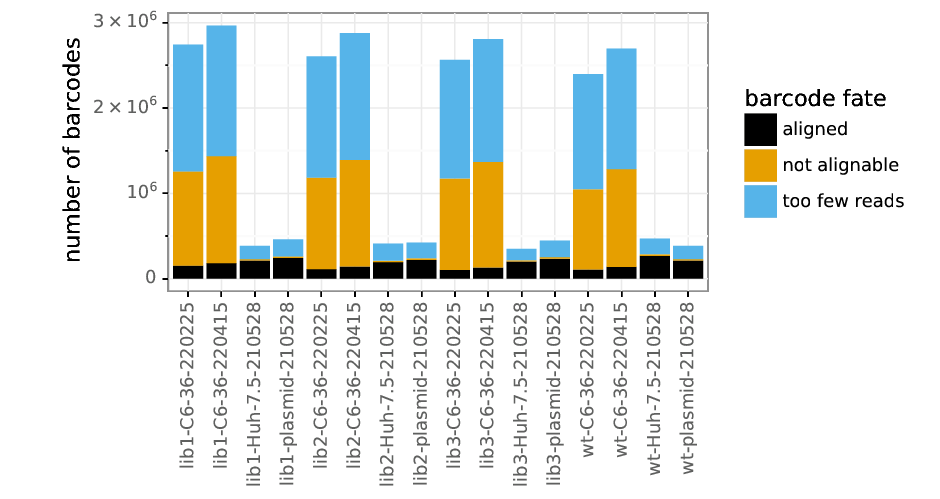 number of barcodes
3 × 10⁶
2 × 10⁶
10⁶
0
lib1-C6-36-220225
lib1-C6-36-220415
lib1-Huh-7.5-210528
lib1-plasmid-210528
lib2-C6-36-220225
lib2-C6-36-220415
lib2-Huh-7.5-210528
lib2-plasmid-210528
lib3-C6-36-220225
lib3-C6-36-220415
lib3-Huh-7.5-210528
lib3-plasmid-210528
wt-C6-36-220225
wt-C6-36-220415
wt-Huh-7.5-210528
wt-plasmid-210528
barcode fate
aligned
not alignable
too few reads